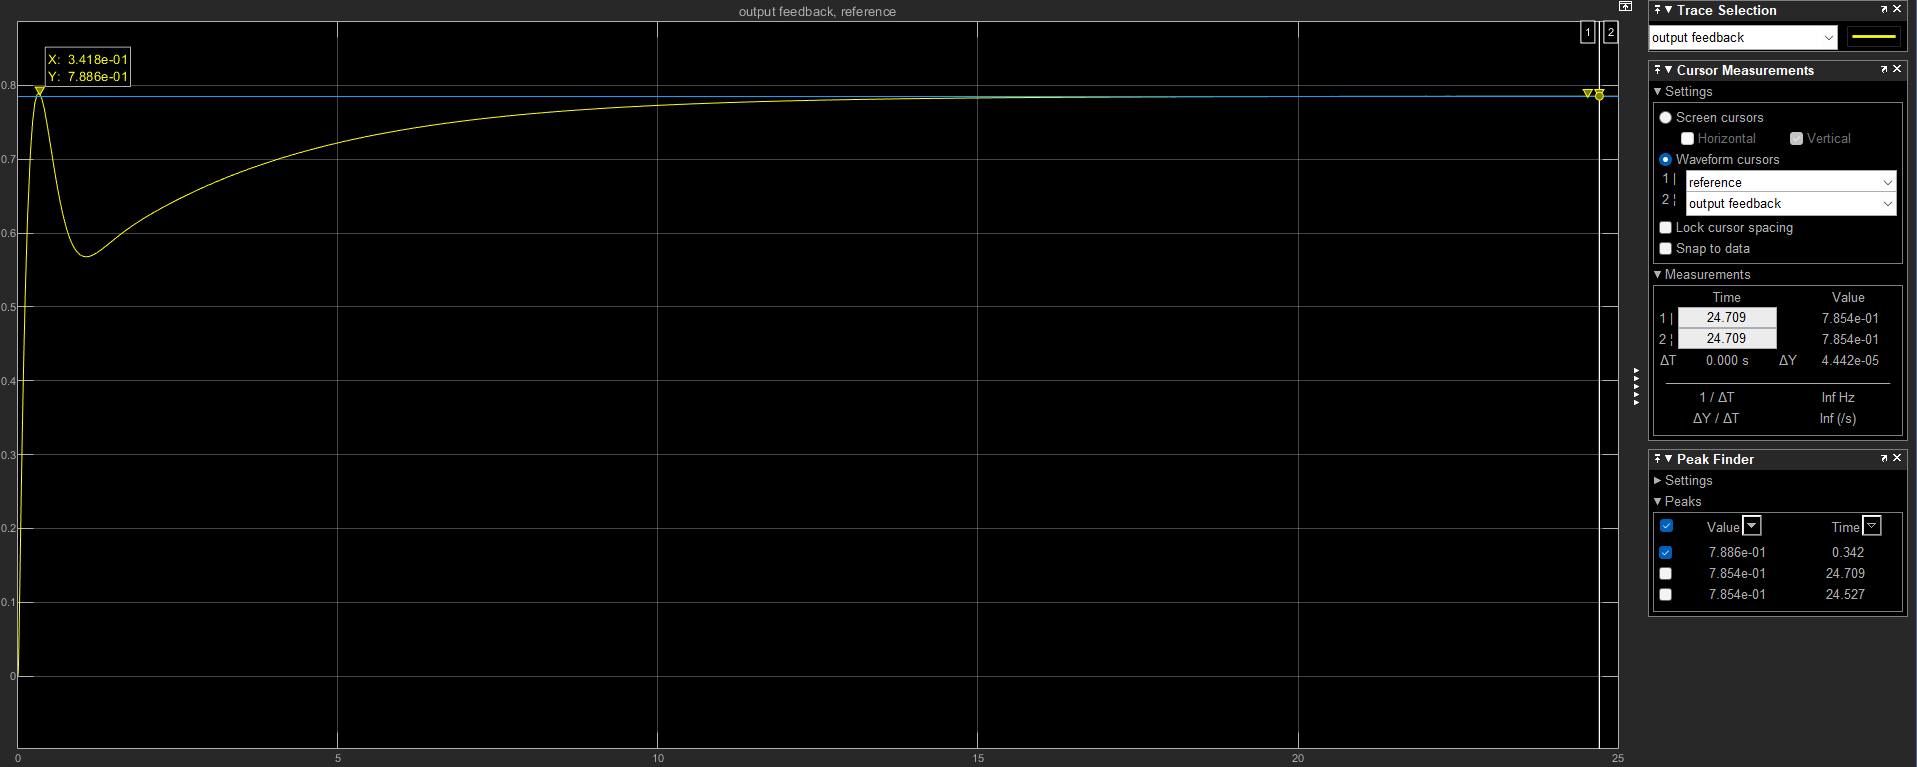 output feedback, reference
X: 3.418e-01
Y: 7.886e-01
1
2
0.8
0.7
0.6
0.5
0.4
0.3
0.2
0.1
0
0
5
10
15
20
25
Trace Selection
output feedback
Cursor Measurements
Settings
Screen cursors
Horizontal Vertical
Waveform cursors
1 | reference
2 ¦ output feedback
Lock cursor spacing
Snap to data
Measurements
Time Value
1 | 24.709 7.854e-01
2 ¦ 24.709 7.854e-01
ΔT 0.000 s ΔY 4.442e-05
1 / ΔT Inf Hz
ΔY / ΔT Inf (/s)
Peak Finder
Settings
Peaks
Value Time
7.886e-01 0.342
7.854e-01 24.709
7.854e-01 24.527